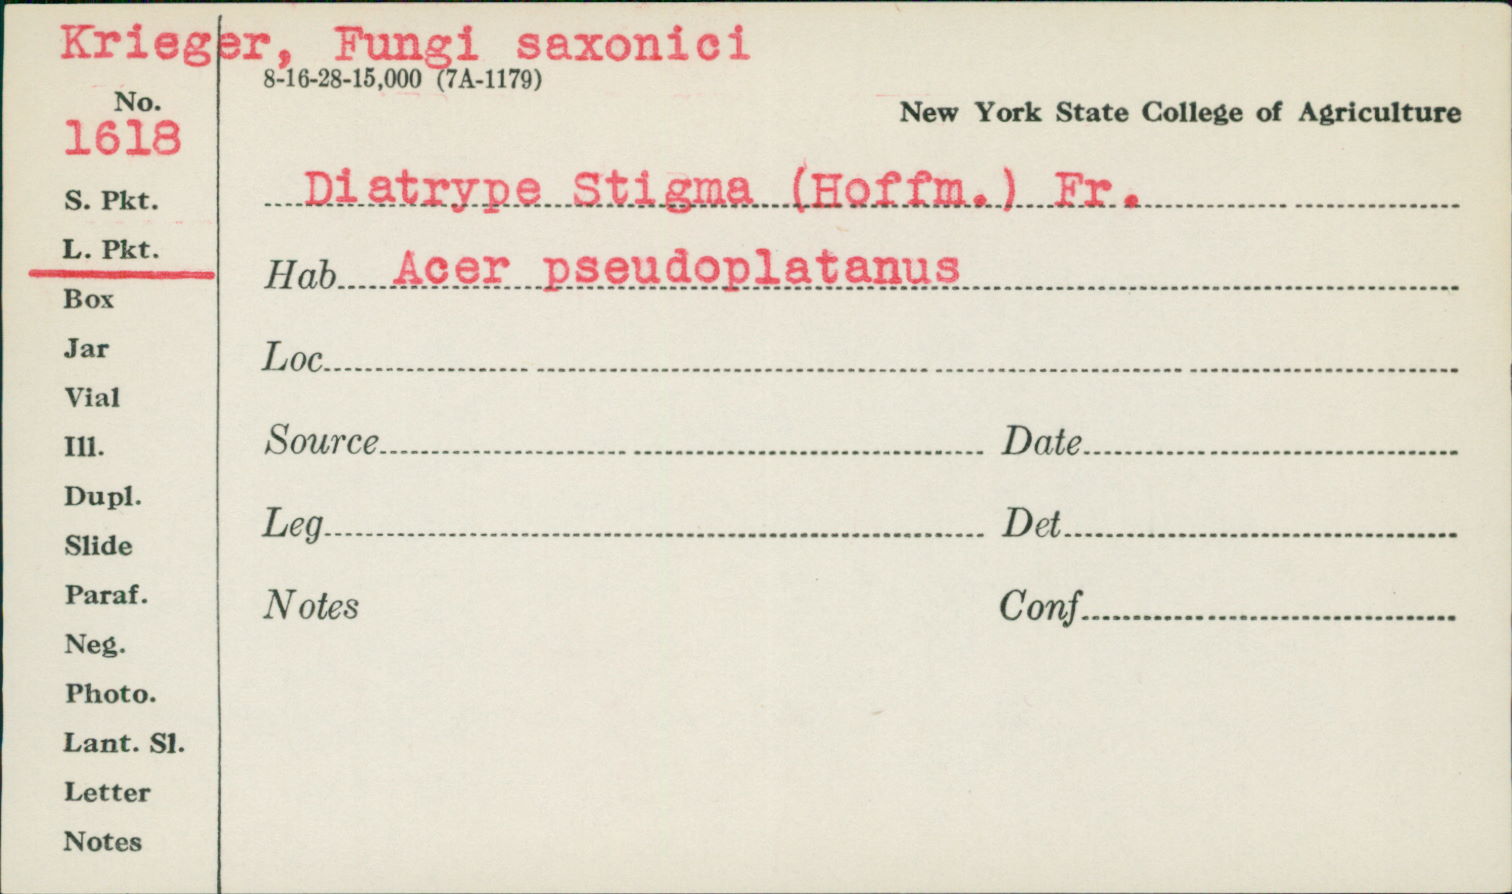 Krieger, Fungi saxonici
8-16-28-15,000 (7A-1179)
No.
1618
New York State College of Agriculture
S. Pkt.
Diatrype Stigma (Hoffm.) Fr.
L. Pkt.
Hab Acer pseudoplatanus
Box
Jar
Loc
Vial
Ill.
Source Date
Dupl.
Slide
Leg Det
Paraf.
Notes Conf
Neg.
Photo.
Lant. Sl.
Letter
Notes